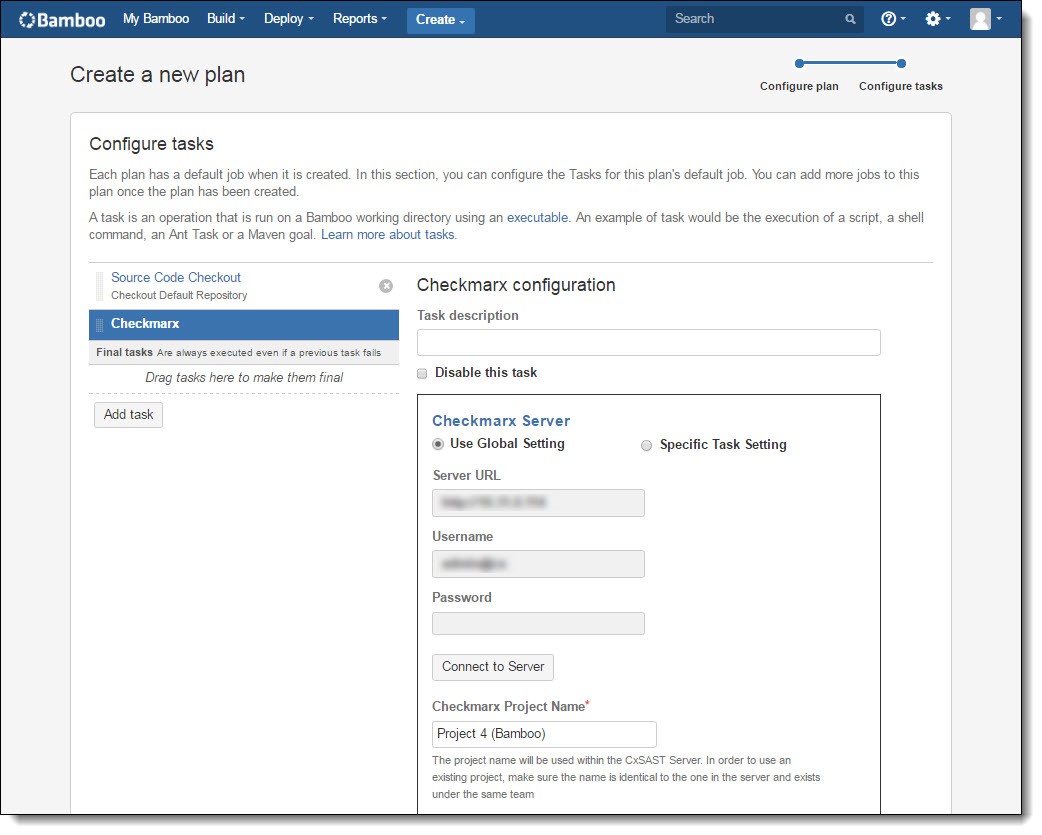 Bamboo My Bamboo Build Deploy Reports Create Search
Create a new plan
Configure plan Configure tasks
Configure tasks
Each plan has a default job when it is created. In this section, you can configure the Tasks for this plan's default job. You can add more jobs to this
plan once the plan has been created.
A task is an operation that is run on a Bamboo working directory using an executable. An example of task would be the execution of a script, a shell
command, an Ant Task or a Maven goal. Learn more about tasks.
Source Code Checkout
Checkout Default Repository
Checkmarx
Final tasks Are always executed even if a previous task fails
Drag tasks here to make them final
Add task
Checkmarx configuration
Task description
Disable this task
Checkmarx Server
Use Global Setting Specific Task Setting
Server URL
Username
Password
Connect to Server
Checkmarx Project Name*
Project 4 (Bamboo)
The project name will be used within the CxSAST Server. In order to use an
existing project, make sure the name is identical to the one in the server and exists
under the same team